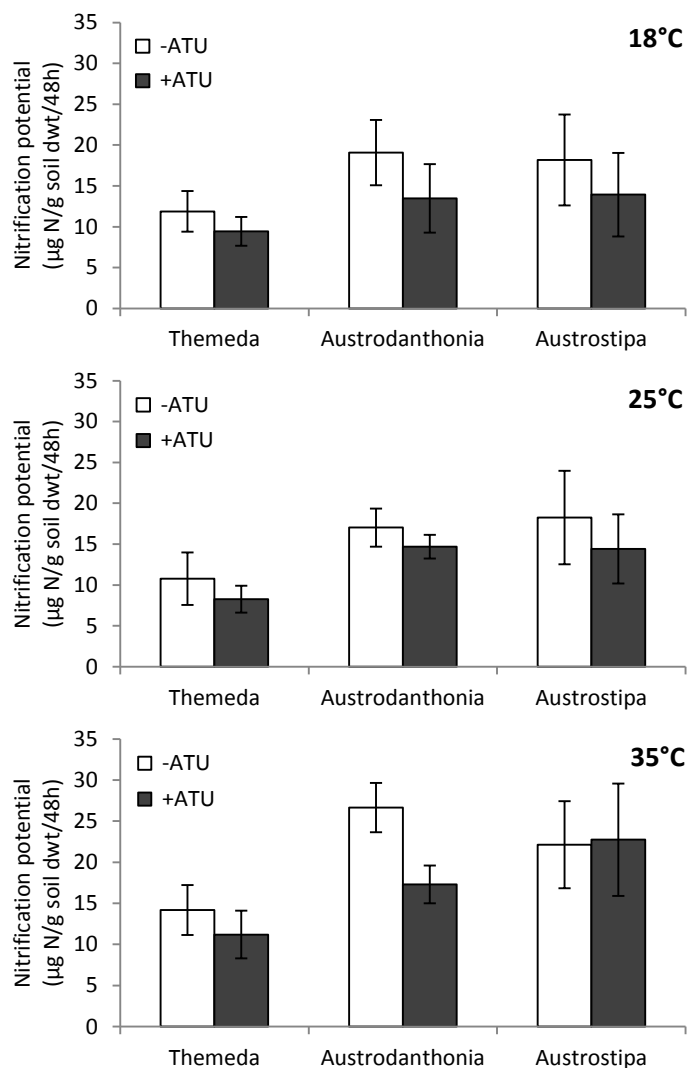 18°C
-ATU
+ATU
Nitrification potential
(µg N/g soil dwt/48h)
35
30
25
20
15
10
5
0
Themeda Austrodanthonia Austrostipa
25°C
-ATU
+ATU
Nitrification potential
(µg N/g soil dwt/48h)
35
30
25
20
15
10
5
0
Themeda Austrodanthonia Austrostipa
35°C
-ATU
+ATU
Nitrification potential
(µg N/g soil dwt/48h)
35
30
25
20
15
10
5
0
Themeda Austrodanthonia Austrostipa